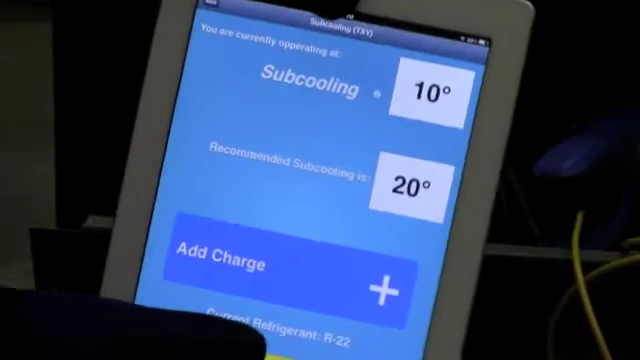 Subcooling (TXV)
You are currently opperating at:
Subcooling
10°
Recommended Subcooling is:
20°
Add Charge
+
Current Refrigerant: R-22